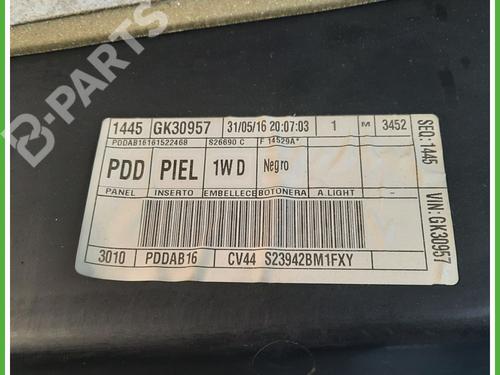 B-PARTS
1445 GK30957 31/05/16 20:07:03 1 M 3452
PDDAB16161522468 S26690 C F 14529A*
PDD PIEL 1WD Negro
PANEL INSERTO EMBELLECE BOTONERA A.LIGHT
3010 PDDAB16 CV44 S23942BM1FXY
SEQ: 1445
VIN: GK30957